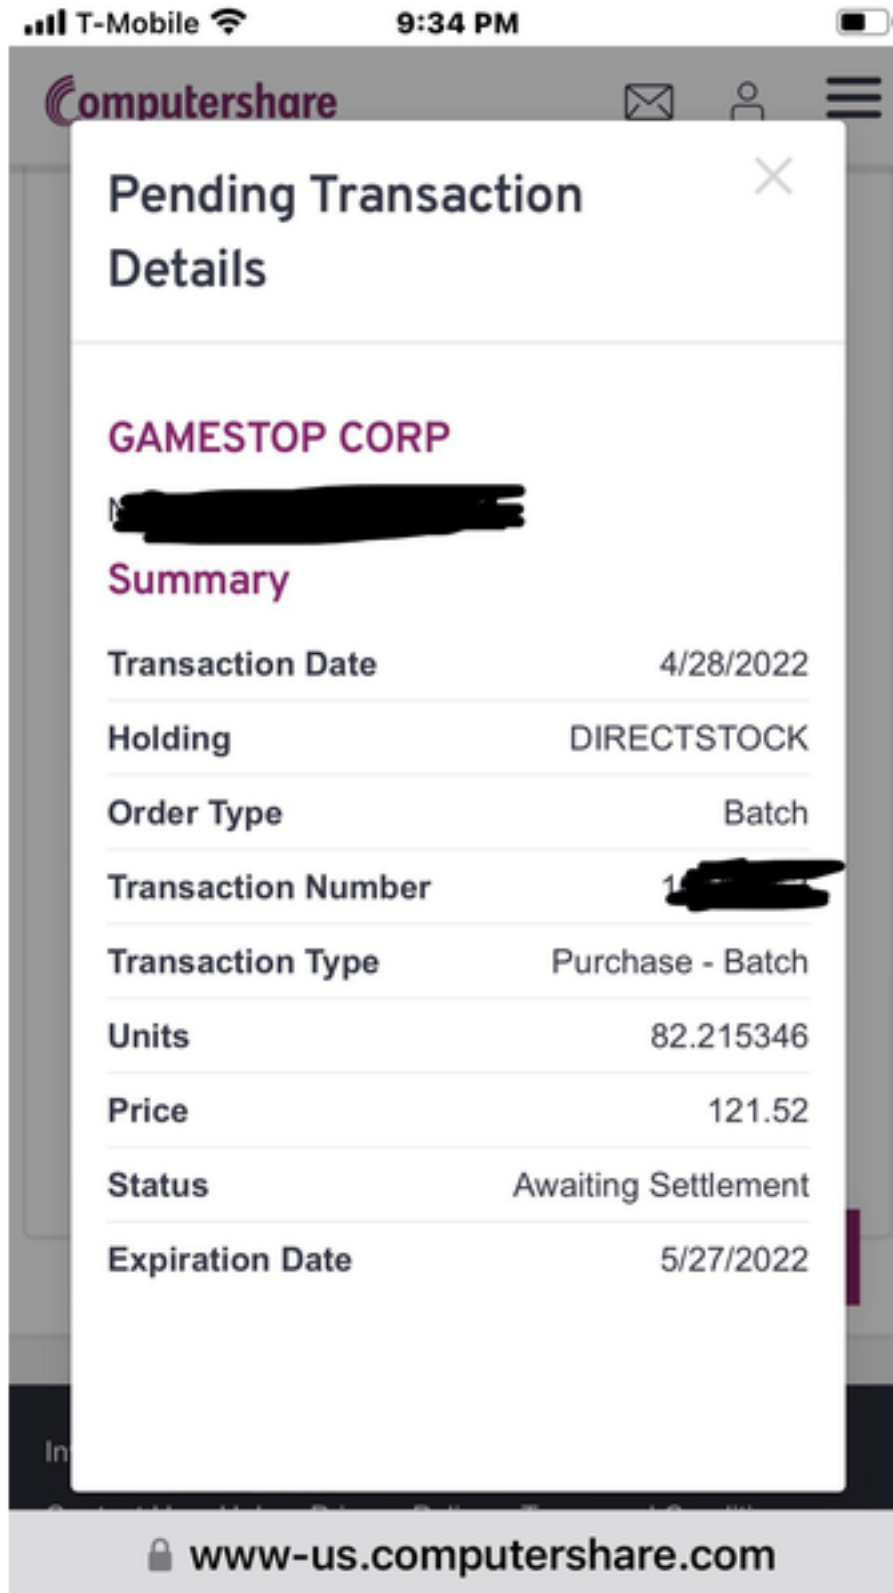 T-Mobile 9:34 PM
Computershare
Pending Transaction
Details
GAMESTOP CORP
Summary
Transaction Date 4/28/2022
Holding DIRECTSTOCK
Order Type Batch
Transaction Number
Transaction Type Purchase - Batch
Units 82.215346
Price 121.52
Status Awaiting Settlement
Expiration Date 5/27/2022
www-us.computershare.com